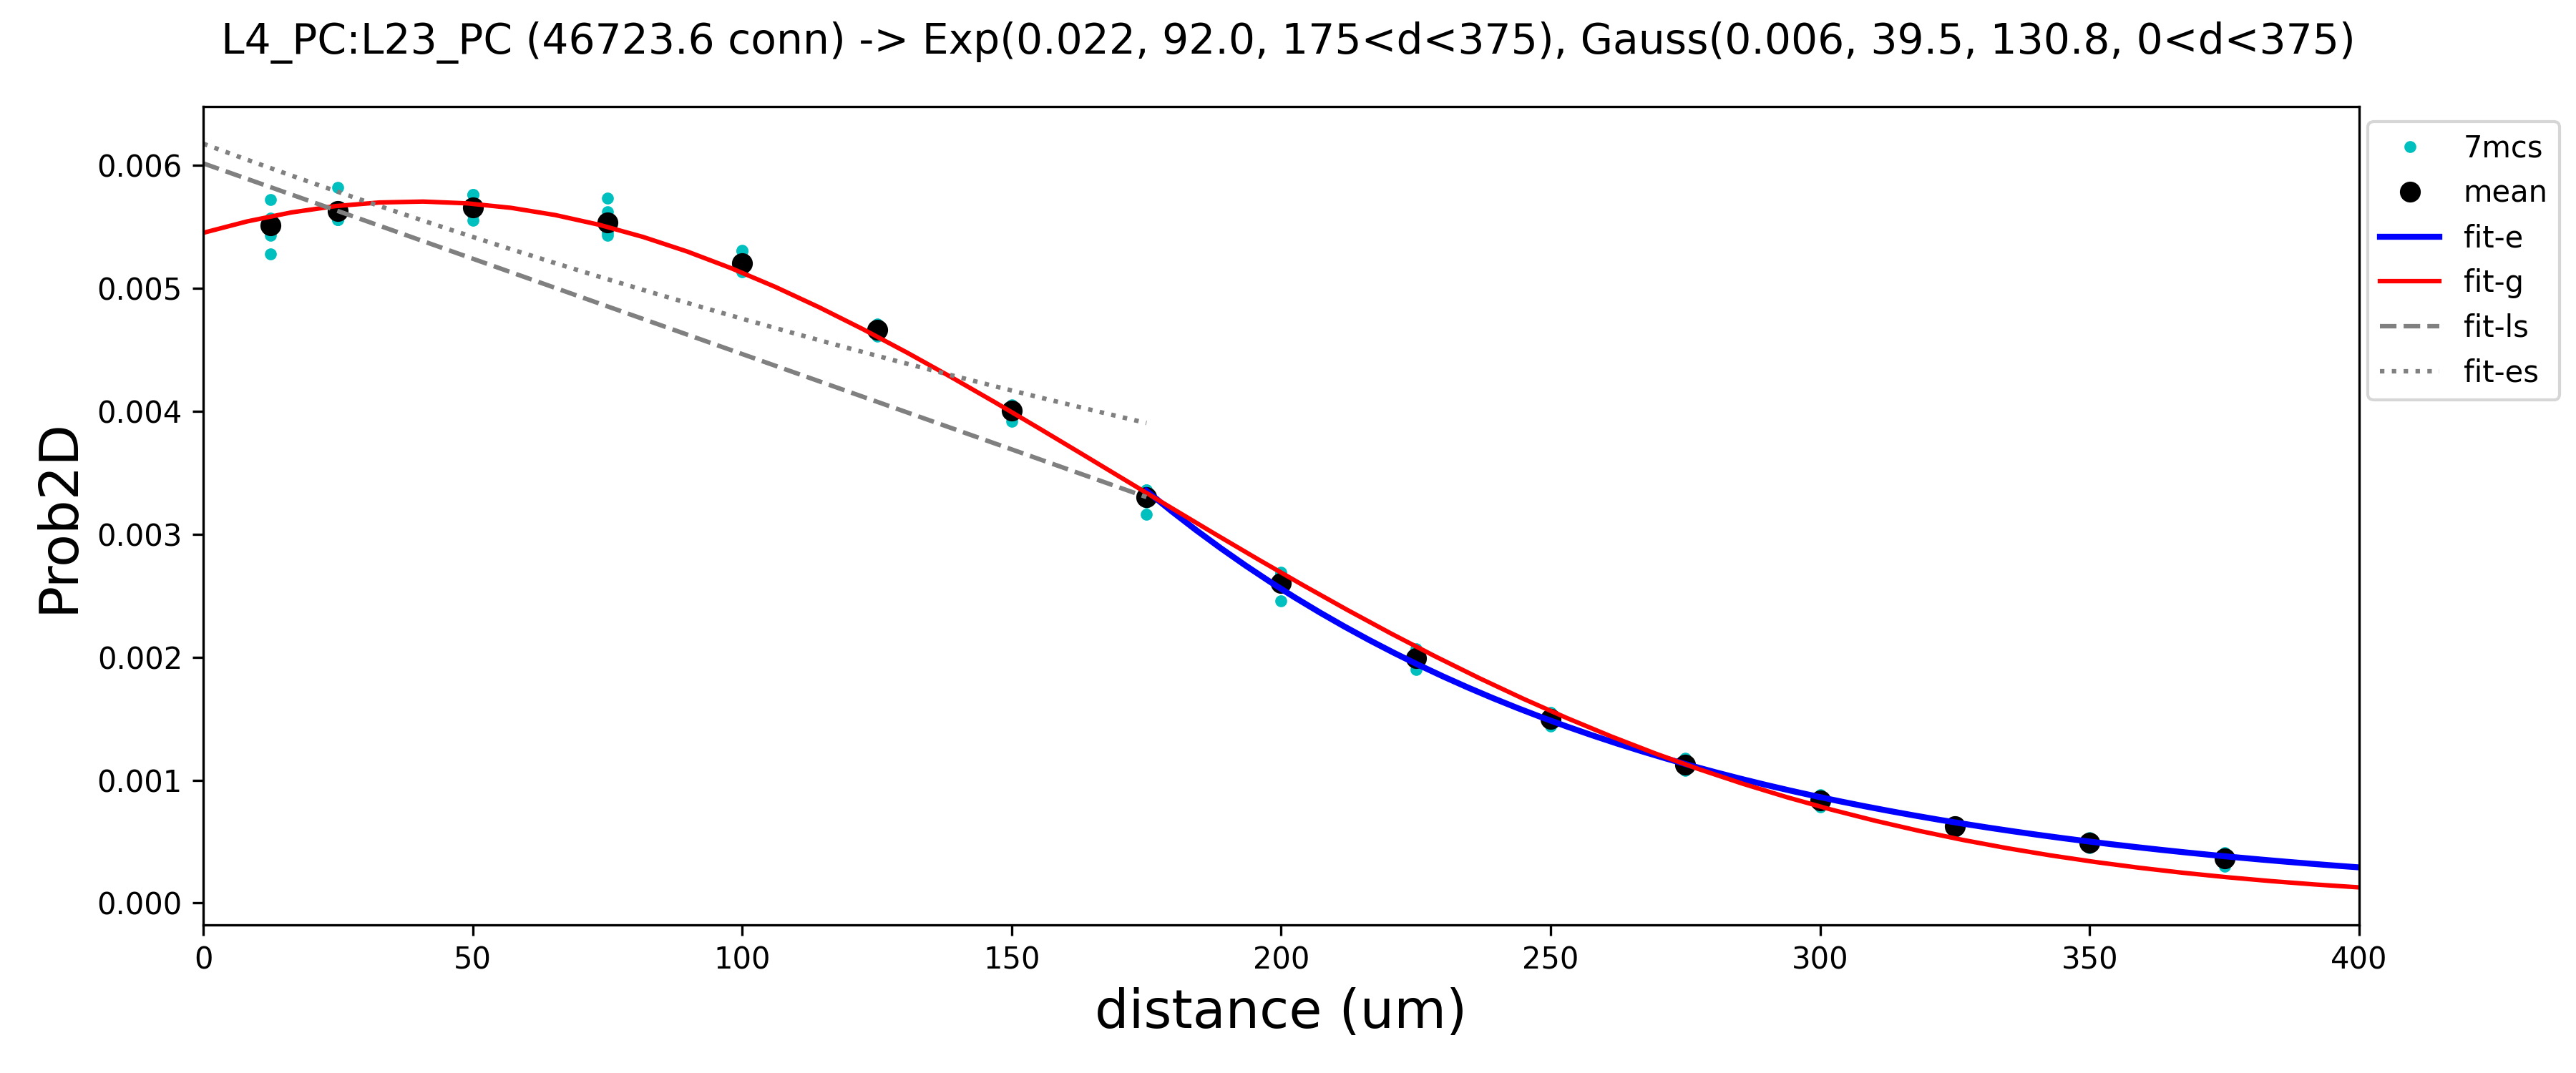 L4_PC:L23_PC (46723.6 conn) -> Exp(0.022, 92.0, 175<d<375), Gauss(0.006, 39.5, 130.8, 0<d<375)
7mcs
mean
fit-e
fit-g
fit-ls
fit-es
Prob2D
0.006
0.005
0.004
0.003
0.002
0.001
0.000
0 50 100 150 200 250 300 350 400
distance (um)